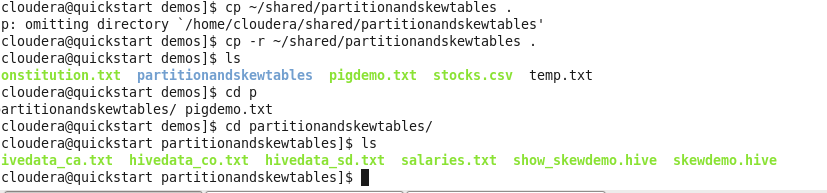 cloudera@quickstart demos]$ cp ~/shared/partitionandskewtables .
p: omitting directory `/home/cloudera/shared/partitionandskewtables'
cloudera@quickstart demos]$ cp -r ~/shared/partitionandskewtables .
cloudera@quickstart demos]$ ls
onstitution.txt  partitionandskewtables  pigdemo.txt  stocks.csv  temp.txt
cloudera@quickstart demos]$ cd p
artitionandskewtables/ pigdemo.txt
cloudera@quickstart demos]$ cd partitionandskewtables/
cloudera@quickstart partitionandskewtables]$ ls
ivedata_ca.txt  hivedata_co.txt  hivedata_sd.txt  salaries.txt  show_skewdemo.hive  skewdemo.hive
cloudera@quickstart partitionandskewtables]$